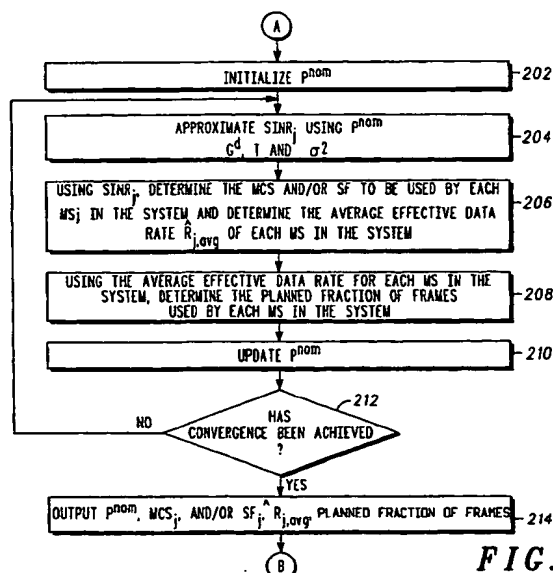 A
INITIALIZE P^nom
202
APPROXIMATE SINR_j USING P^nom
G^d, T AND σ2
204
USING SINR_j, DETERMINE THE MCS AND/OR SF TO BE USED BY EACH
MS_j IN THE SYSTEM AND DETERMINE THE AVERAGE EFFECTIVE DATA
RATE R̂_j,avg OF EACH MS IN THE SYSTEM
206
USING THE AVERAGE EFFECTIVE DATA RATE FOR EACH MS IN THE
SYSTEM, DETERMINE THE PLANNED FRACTION OF FRAMES
USED BY EACH MS IN THE SYSTEM
208
UPDATE P^nom
210
212
HAS
CONVERGENCE BEEN ACHIEVED
?
NO
YES
OUTPUT P^nom, MCS_j, AND/OR SF_j, R̂_j,avg, PLANNED FRACTION OF FRAMES
214
B
FIG.